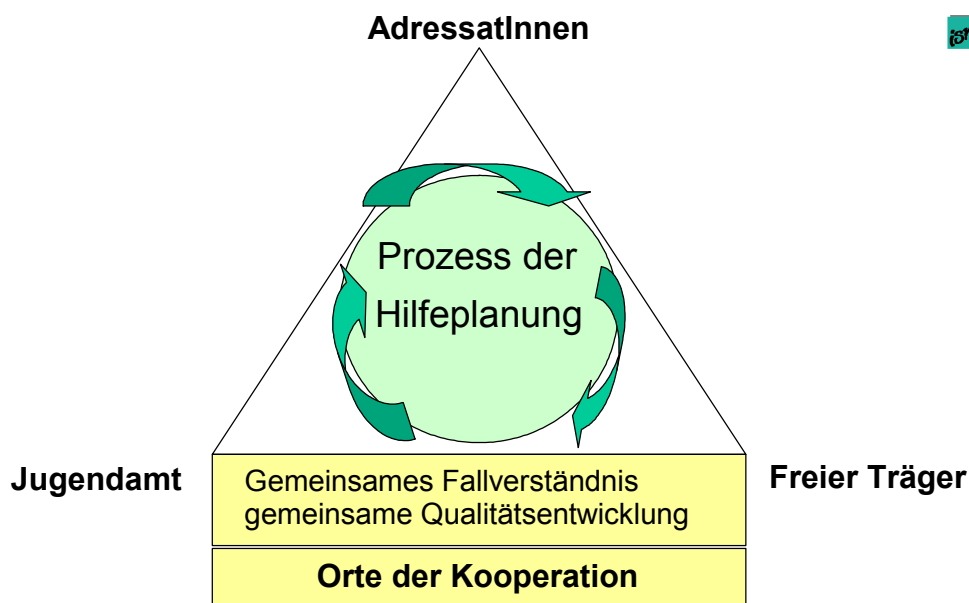 AdressatInnen
Prozess der
Hilfeplanung
Jugendamt
Gemeinsames Fallverständnis
gemeinsame Qualitätsentwicklung
Freier Träger
Orte der Kooperation